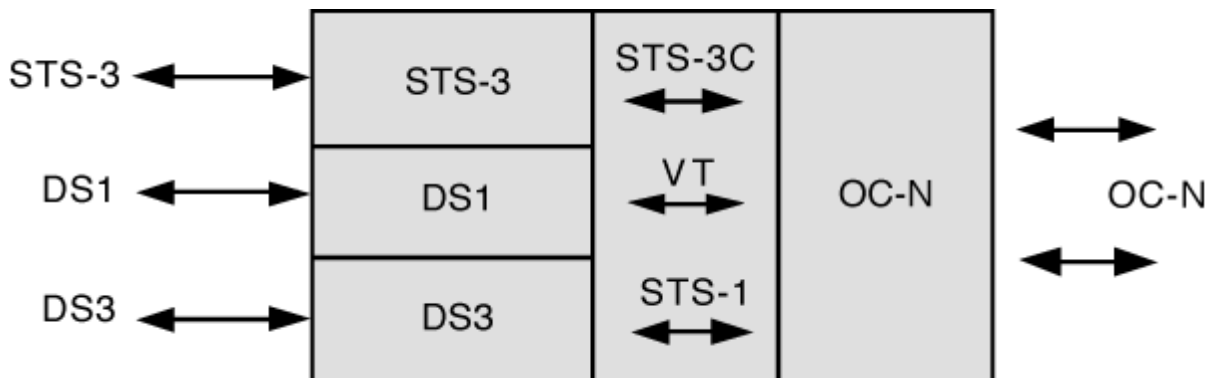 STS-3
STS-3
STS-3C
DS1
DS1
VT
OC-N
OC-N
DS3
DS3
STS-1